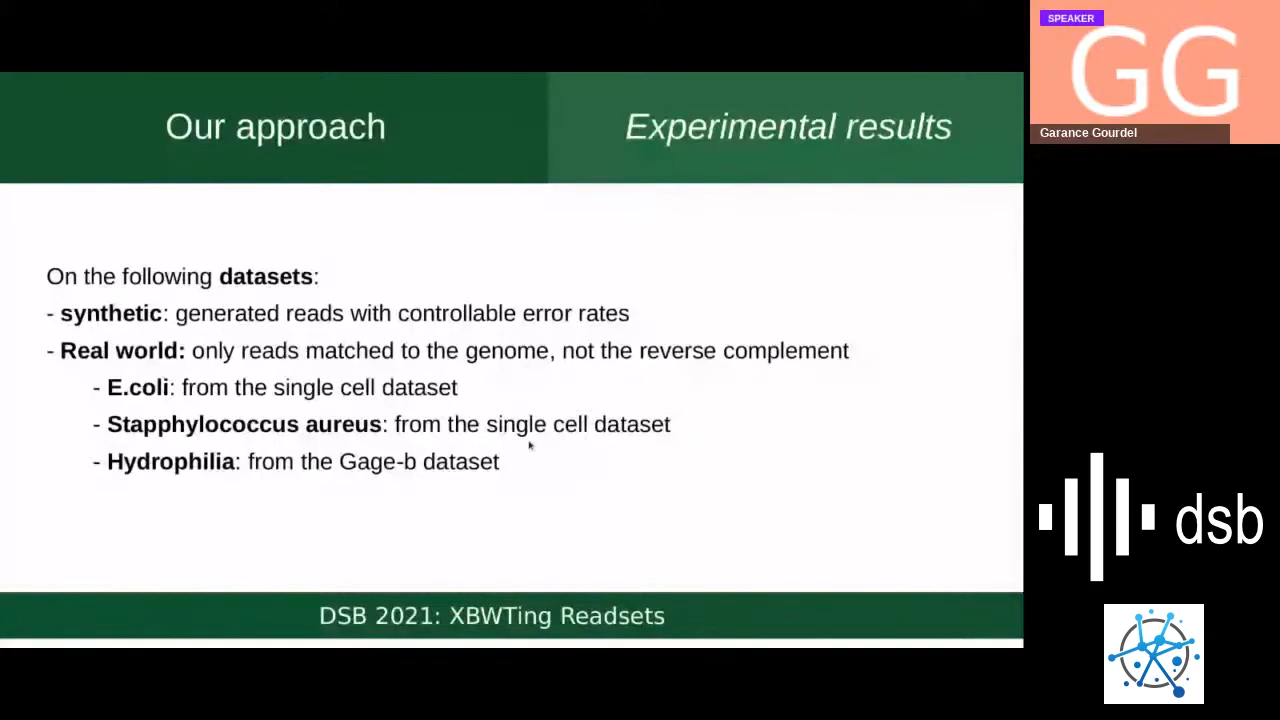 SPEAKER
GG
Garance Gourdel
Our approach
Experimental results
On the following datasets:
- synthetic: generated reads with controllable error rates
- Real world: only reads matched to the genome, not the reverse complement
- E.coli: from the single cell dataset
- Stapphylococcus aureus: from the single cell dataset
- Hydrophilia: from the Gage-b dataset
dsb
DSB 2021: XBWTing Readsets